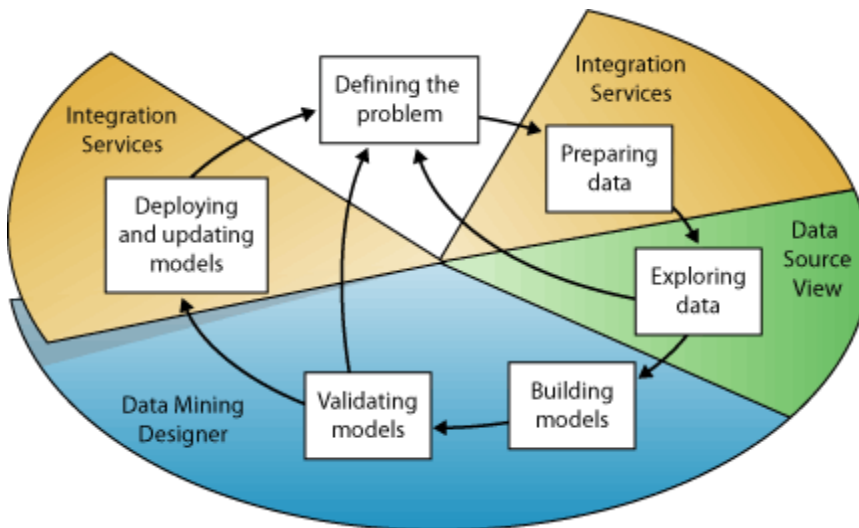 Defining the
problem
Integration
Services
Preparing
data
Data
Source
View
Exploring
data
Building
models
Validating
models
Data Mining
Designer
Deploying
and updating
models
Integration
Services